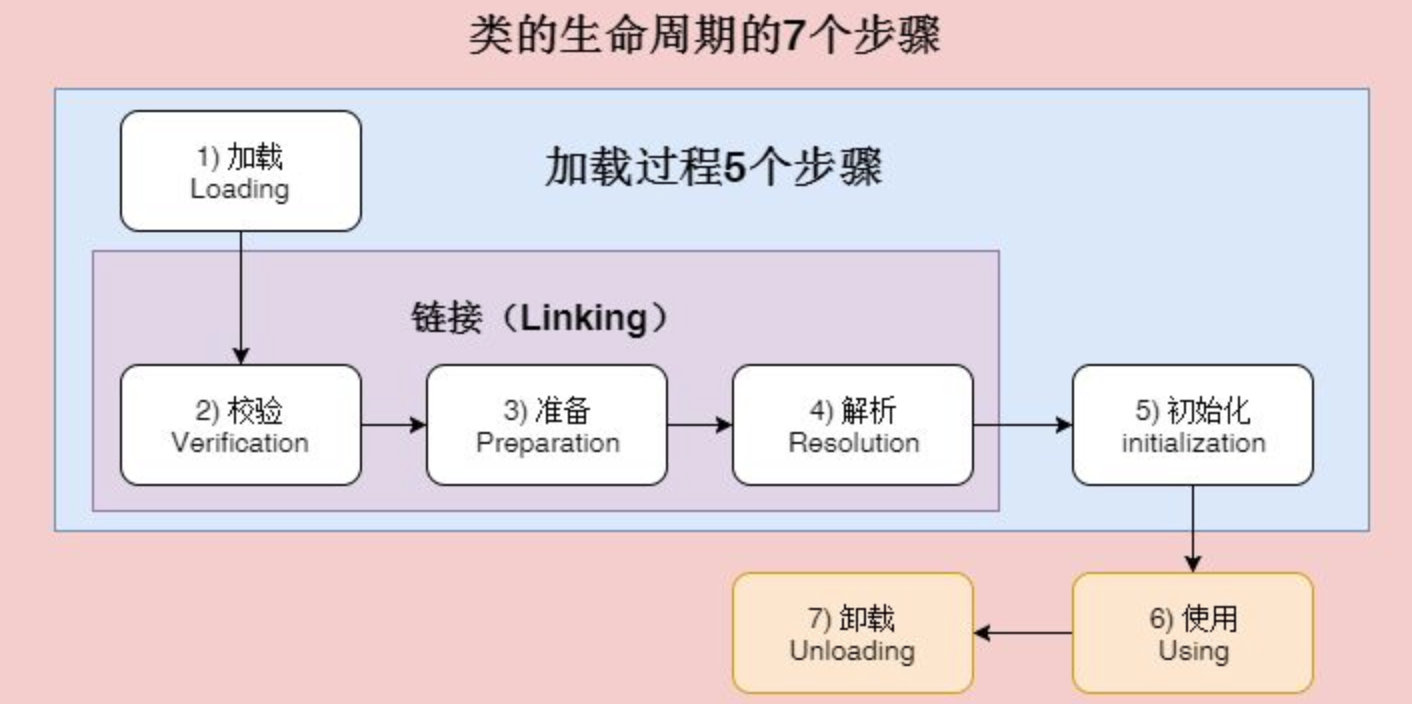 类的生命周期的7个步骤
加载过程5个步骤
1) 加载
Loading
链接（Linking）
2) 校验
Verification
3) 准备
Preparation
4) 解析
Resolution
5) 初始化
initialization
6) 使用
Using
7) 卸载
Unloading